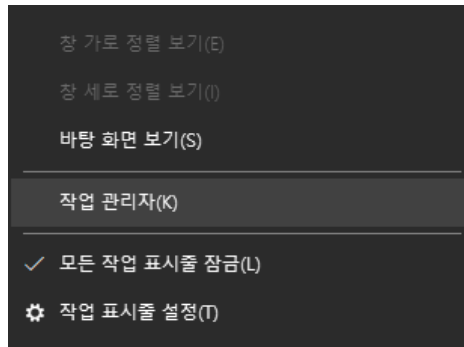 창 가로 정렬 보기(E)
창 세로 정렬 보기(I)
바탕 화면 보기(S)
작업 관리자(K)
모든 작업 표시줄 잠금(L)
작업 표시줄 설정(T)